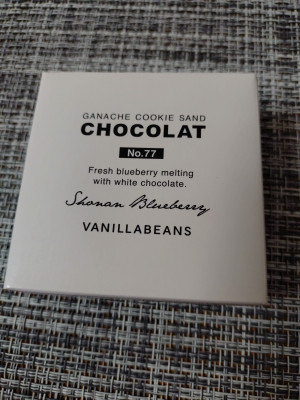 GANACHE COOKIE SAND
CHOCOLAT
No.77
Fresh blueberry melting
with white chocolate.
Shonan Blueberry
VANILLABEANS